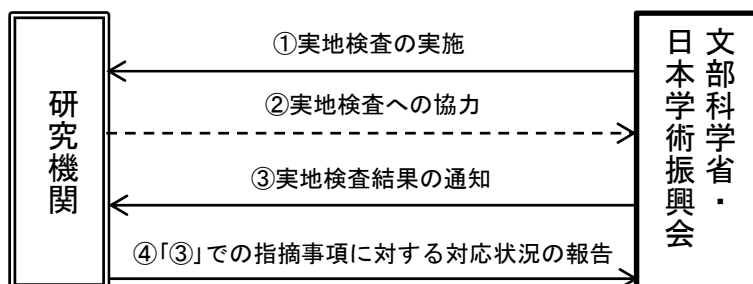 研究機関
①実地検査の実施
②実地検査への協力
③実地検査結果の通知
④「③」での指摘事項に対する対応状況の報告
文部科学省・
日本学術振興会